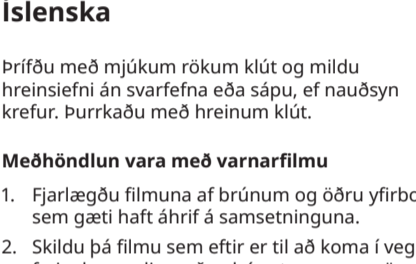 Íslenska
Þrífðu með mjúkum rökum klút og mildu
hreinsiefni án svarfefna eða sápu, ef nauðsyn
krefur. Þurrkaðu með hreinum klút.
Meðhöndlun vara með varnarfilmu
1. Fjarlægðu filmuna af brúnum og öðru
sem gæti haft áhrif á samsetninguna.
2. Skildu þá filmu sem eftir er til að koma í veg